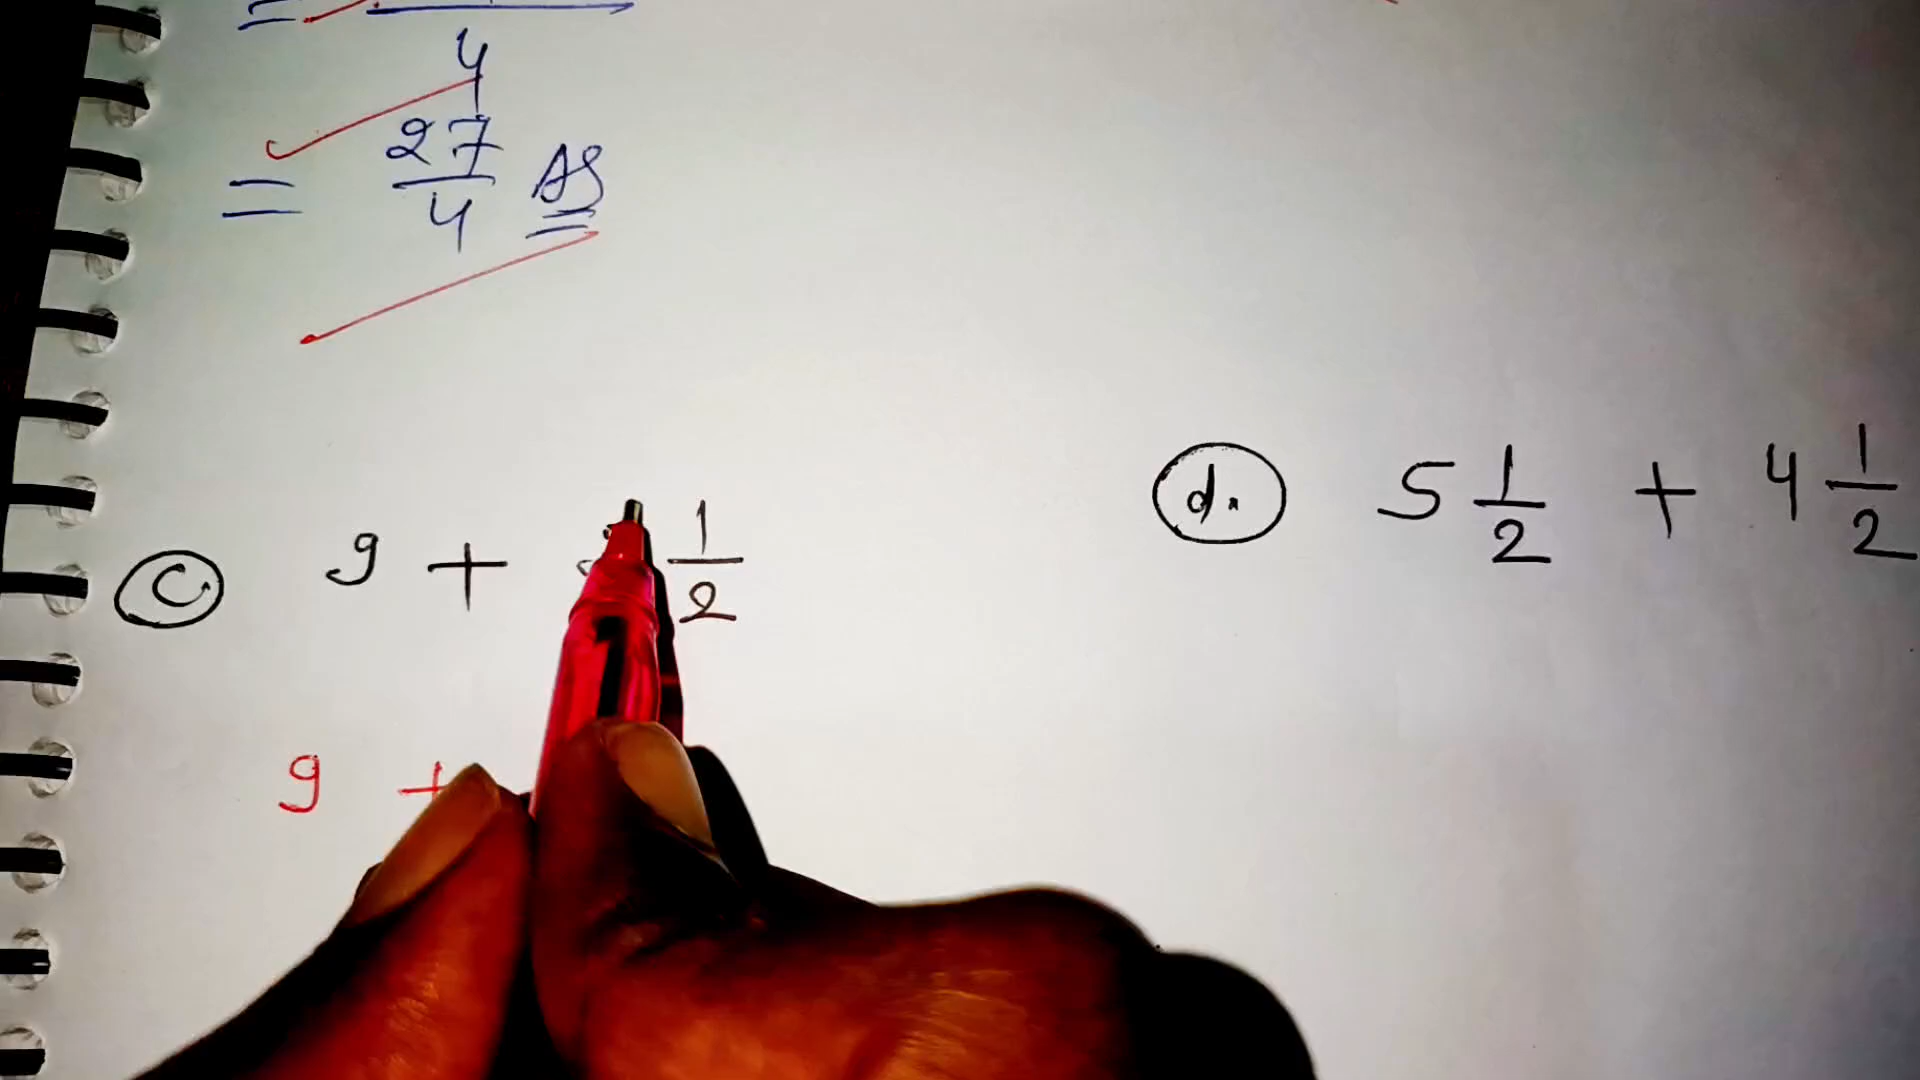 4
= 27/4 AS
c 9 + 1/2
d. 5 1/2 + 4 1/2
9 +